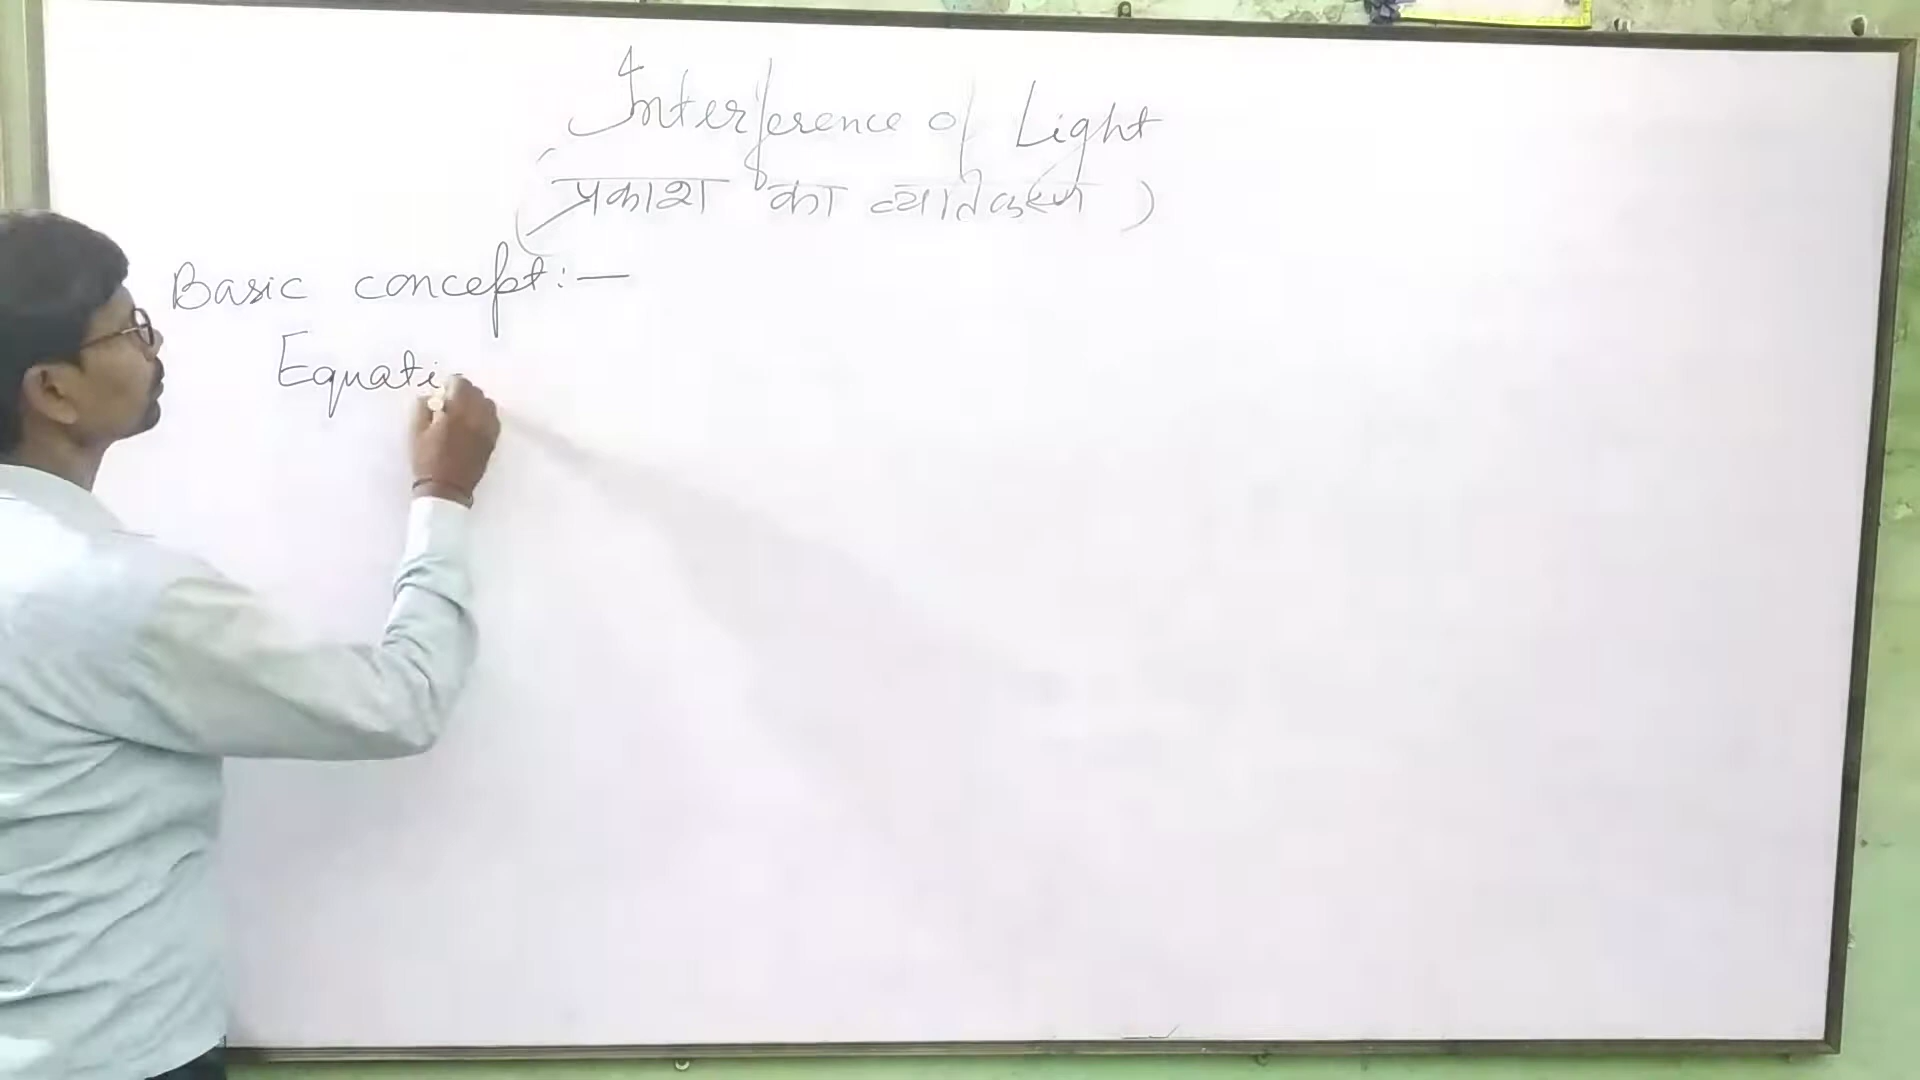 Interference of Light
(प्रकाश का व्यतिकरण)
Basic concept:—
Equati